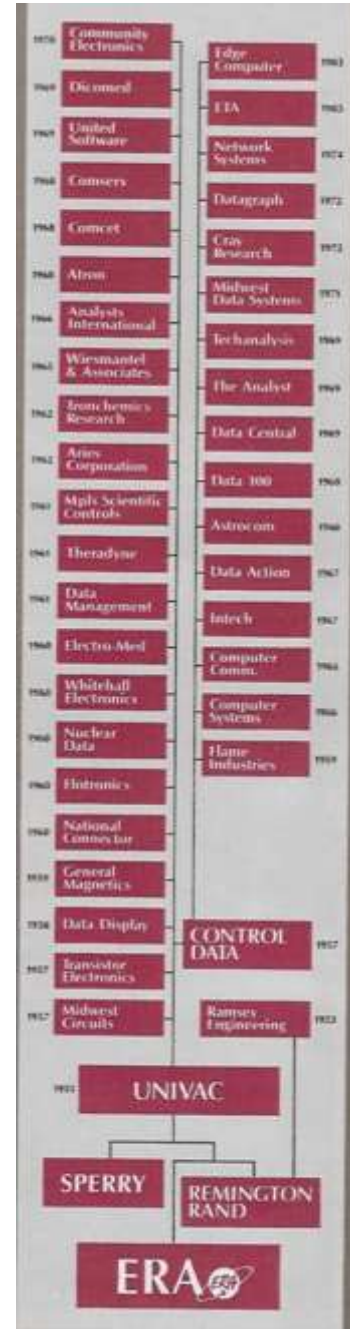 1970
Community
Electronics
1969
Dicomed
1969
United
Software
1968
Comserv
1968
Comcet
1968
Atron
1966
Analysts
International
Wiesmantel
& Associates
1962
Ironchemics
Research
1962
Aries
Corporation
1961
Mpls Scientific
Controls
1961
Theradyne
1961
Data
Management
1960
Electro-Med
1960
Whitehall
Electronics
1960
Nuclear
Data
1960
Flotronics
1960
National
Connector
1959
General
Magnetics
1958
Data Display
1957
Transistor
Electronics
1957
Midwest
Circuits
Edge
Computer
1983
ETA
1983
Network
Systems
1974
Datagraph
1972
Cray
Research
1972
Midwest
Data Systems
1971
Techanalysis
1969
The Analyst
1969
Data Central
1969
Data 100
1968
Astrocom
1968
Data Action
1967
Intech
1967
Computer
Comm.
Computer
Systems
1966
Flame
Industries
1959
CONTROL
DATA
1957
Ramsey
Engineering
UNIVAC
SPERRY
REMINGTON
RAND
ERA
ERA